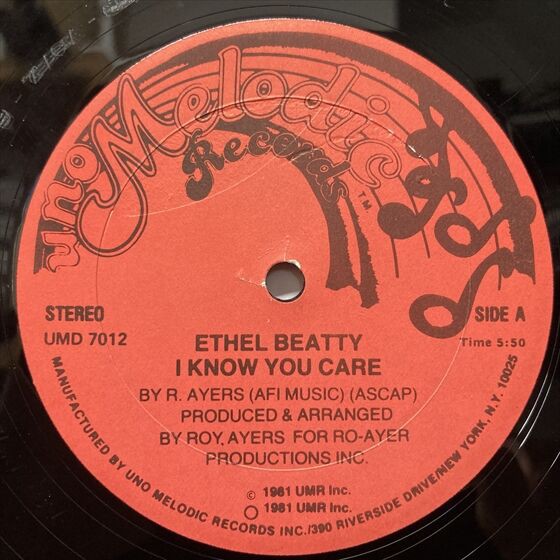 Uno Melodic
Records
TM
STEREO
UMD 7012
SIDE A
Time 5:50
ETHEL BEATTY
I KNOW YOU CARE
BY R. AYERS (AFI MUSIC) (ASCAP)
PRODUCED & ARRANGED
BY ROY, AYERS FOR RO-AYER
PRODUCTIONS INC.
© 1981 UMR Inc.
1981 UMR Inc.
MANUFACTURED BY UNO MELODIC RECORDS INC./390 RIVERSIDE DRIVE/NEW YORK, N.Y. 10025